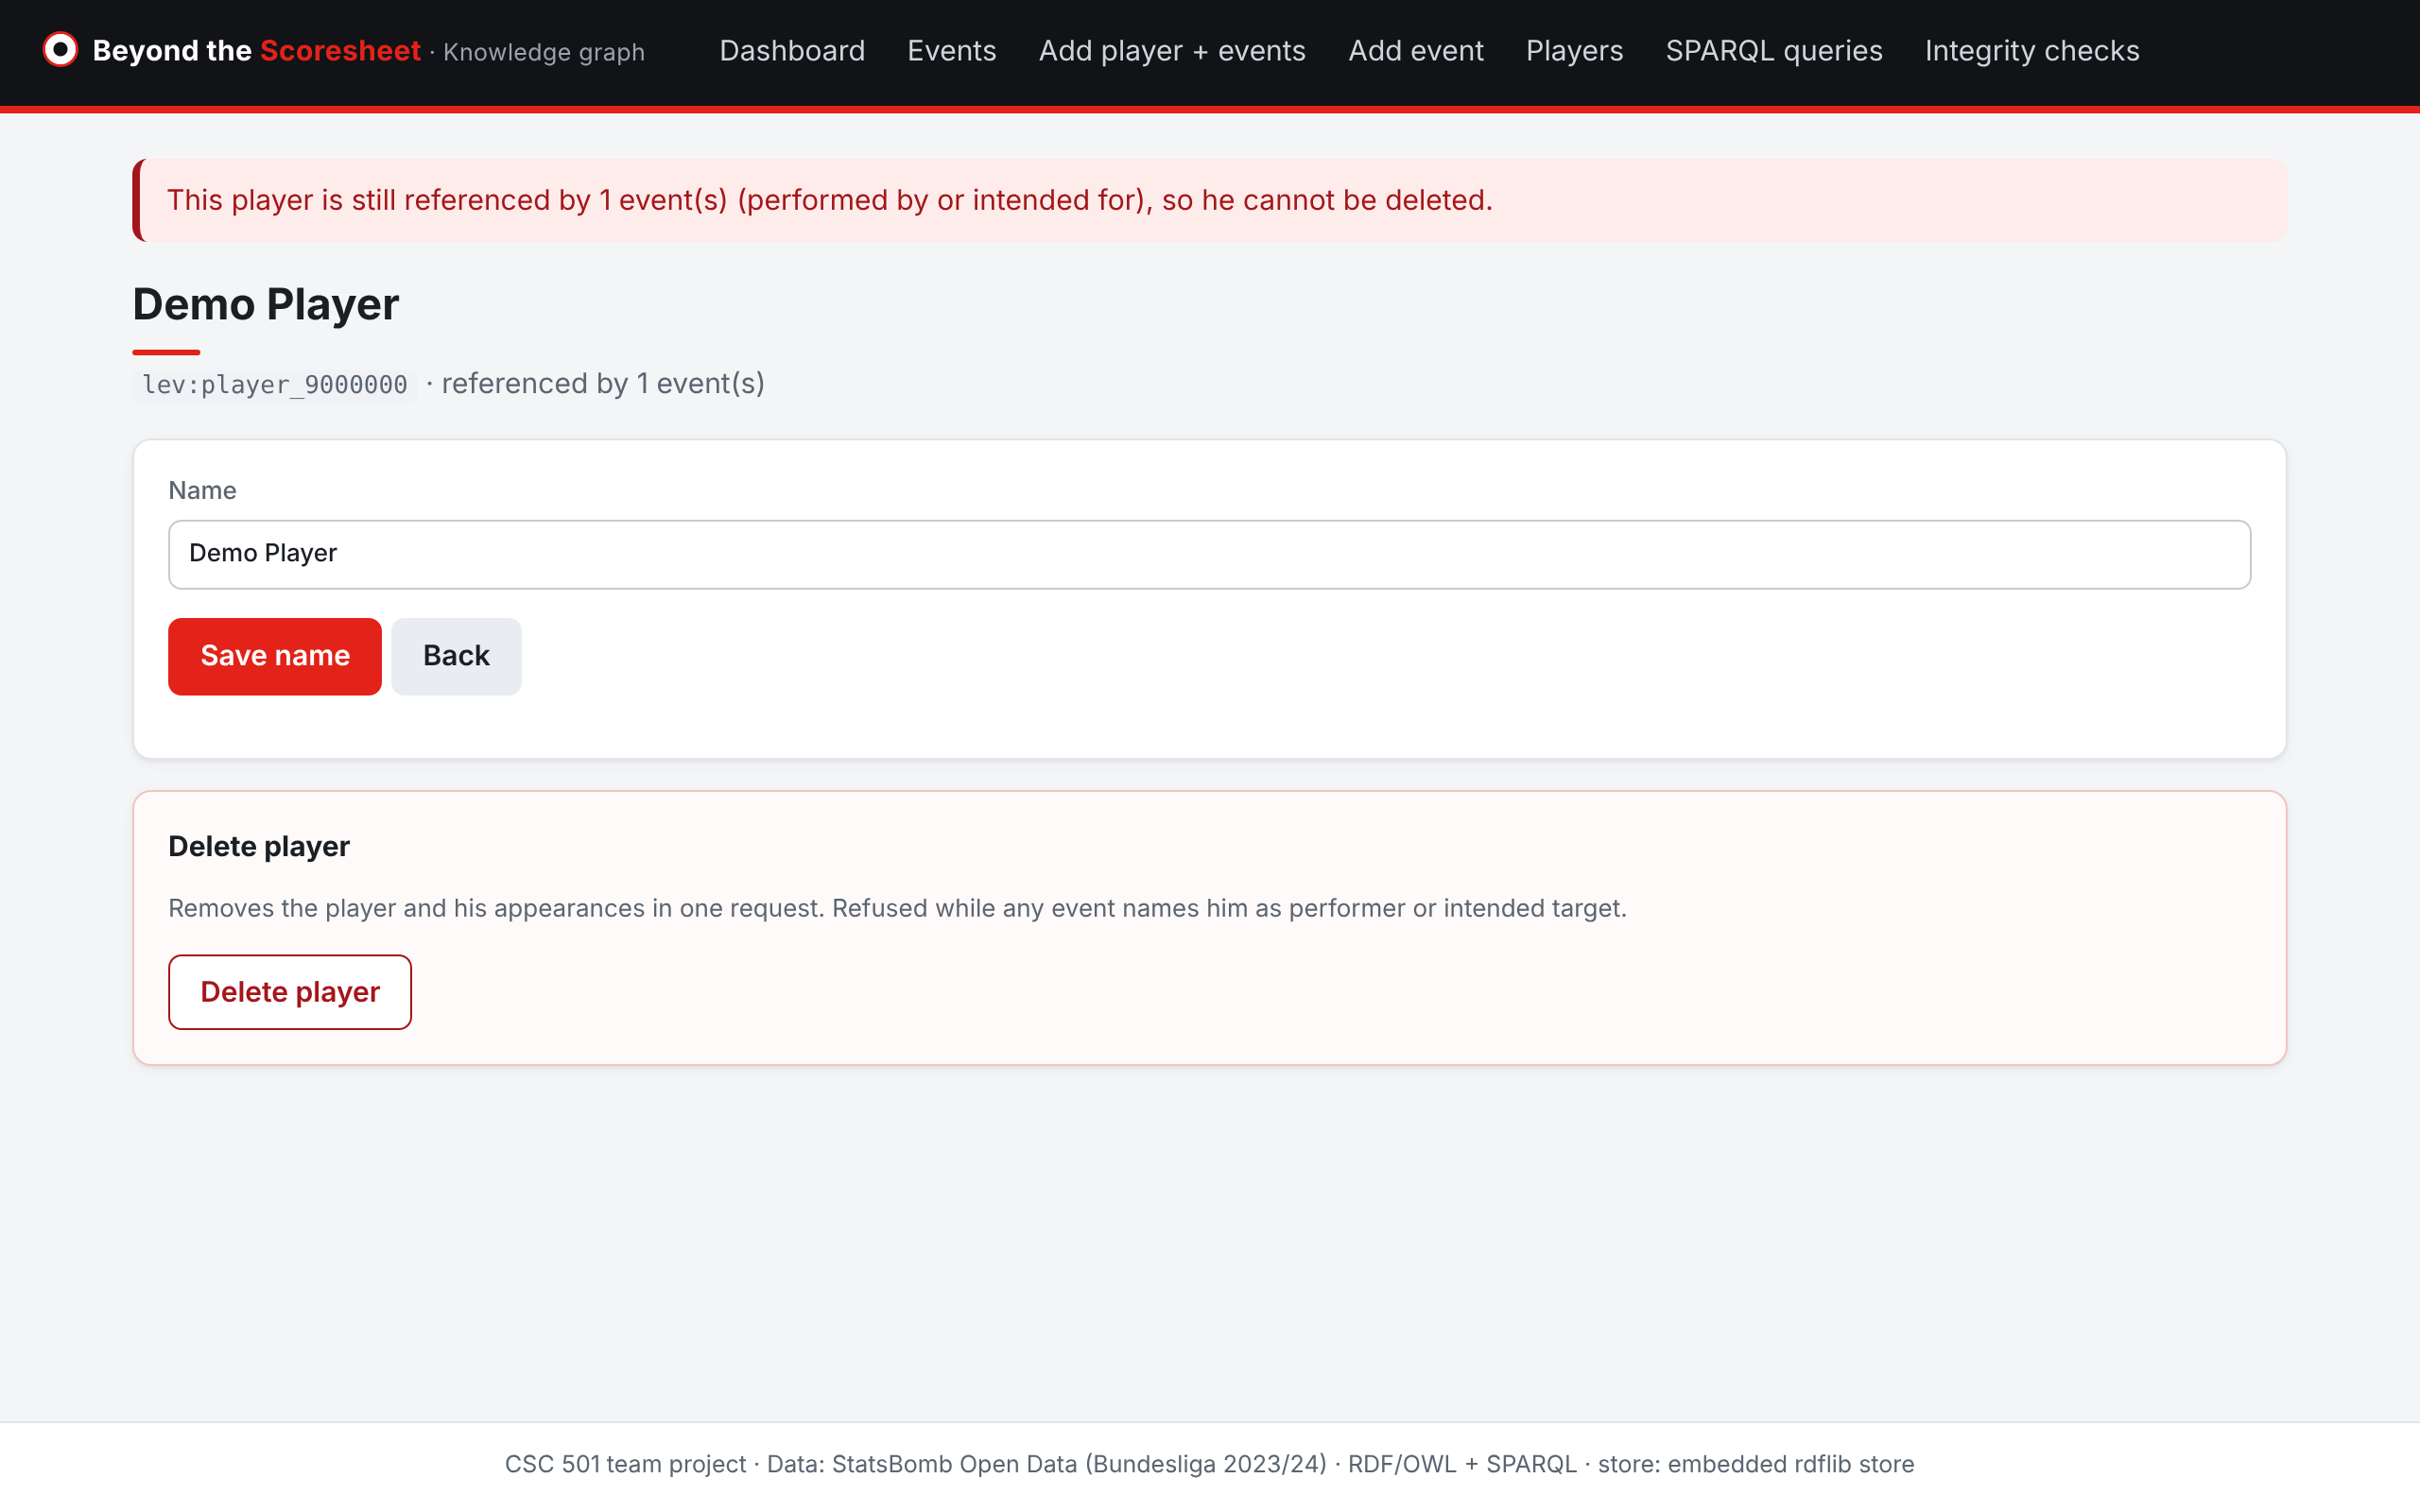 Beyond the Scoresheet · Knowledge graph Dashboard Events Add player + events Add event Players SPARQL queries Integrity checks
This player is still referenced by 1 event(s) (performed by or intended for), so he cannot be deleted.
Demo Player
lev:player_9000000 · referenced by 1 event(s)
Name
Demo Player
Save name Back
Delete player
Removes the player and his appearances in one request. Refused while any event names him as performer or intended target.
Delete player
CSC 501 team project · Data: StatsBomb Open Data (Bundesliga 2023/24) · RDF/OWL + SPARQL · store: embedded rdflib store